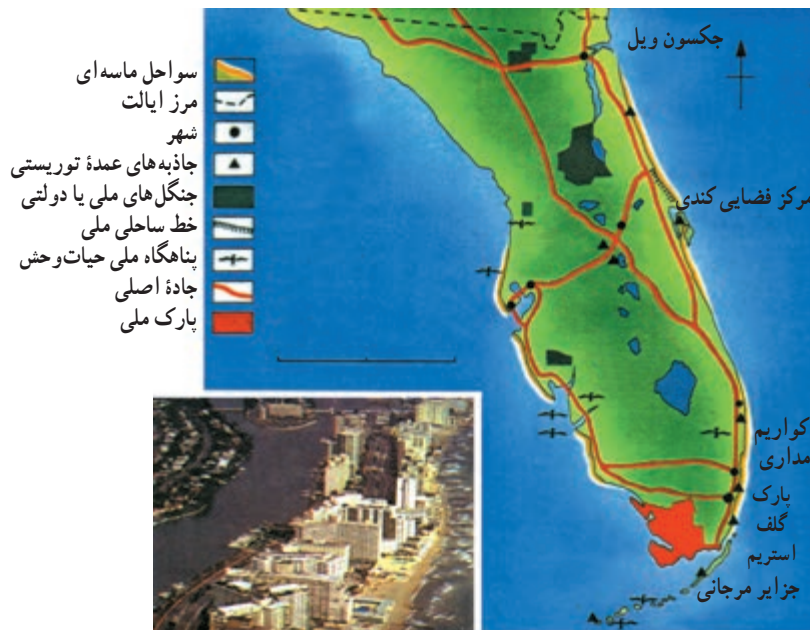 جکسون ویل
سواحل ماسه‌ای
مرز ایالت
شهر
جاذبه‌های عمدهٔ توریستی
جنگل‌های ملی یا دولتی
خط ساحلی ملی
پناهگاه ملی حیات‌وحش
جادهٔ اصلی
پارک ملی
مرکز فضایی کندی
کواریم
مداری
پارک
گلف
استریم
جزایر مرجانی